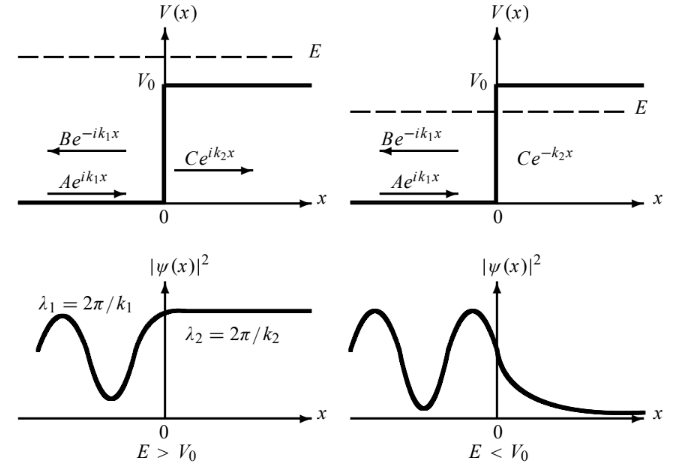 V(x)
E
V₀
Be^{-ik₁x}
Ae^{ik₁x}
Ce^{ik₂x}
x
0
V(x)
V₀
E
Be^{-ik₁x}
Ae^{ik₁x}
Ce^{-k₂x}
x
0
|ψ(x)|²
λ₁ = 2π/k₁
λ₂ = 2π/k₂
x
0
E > V₀
|ψ(x)|²
x
0
E < V₀